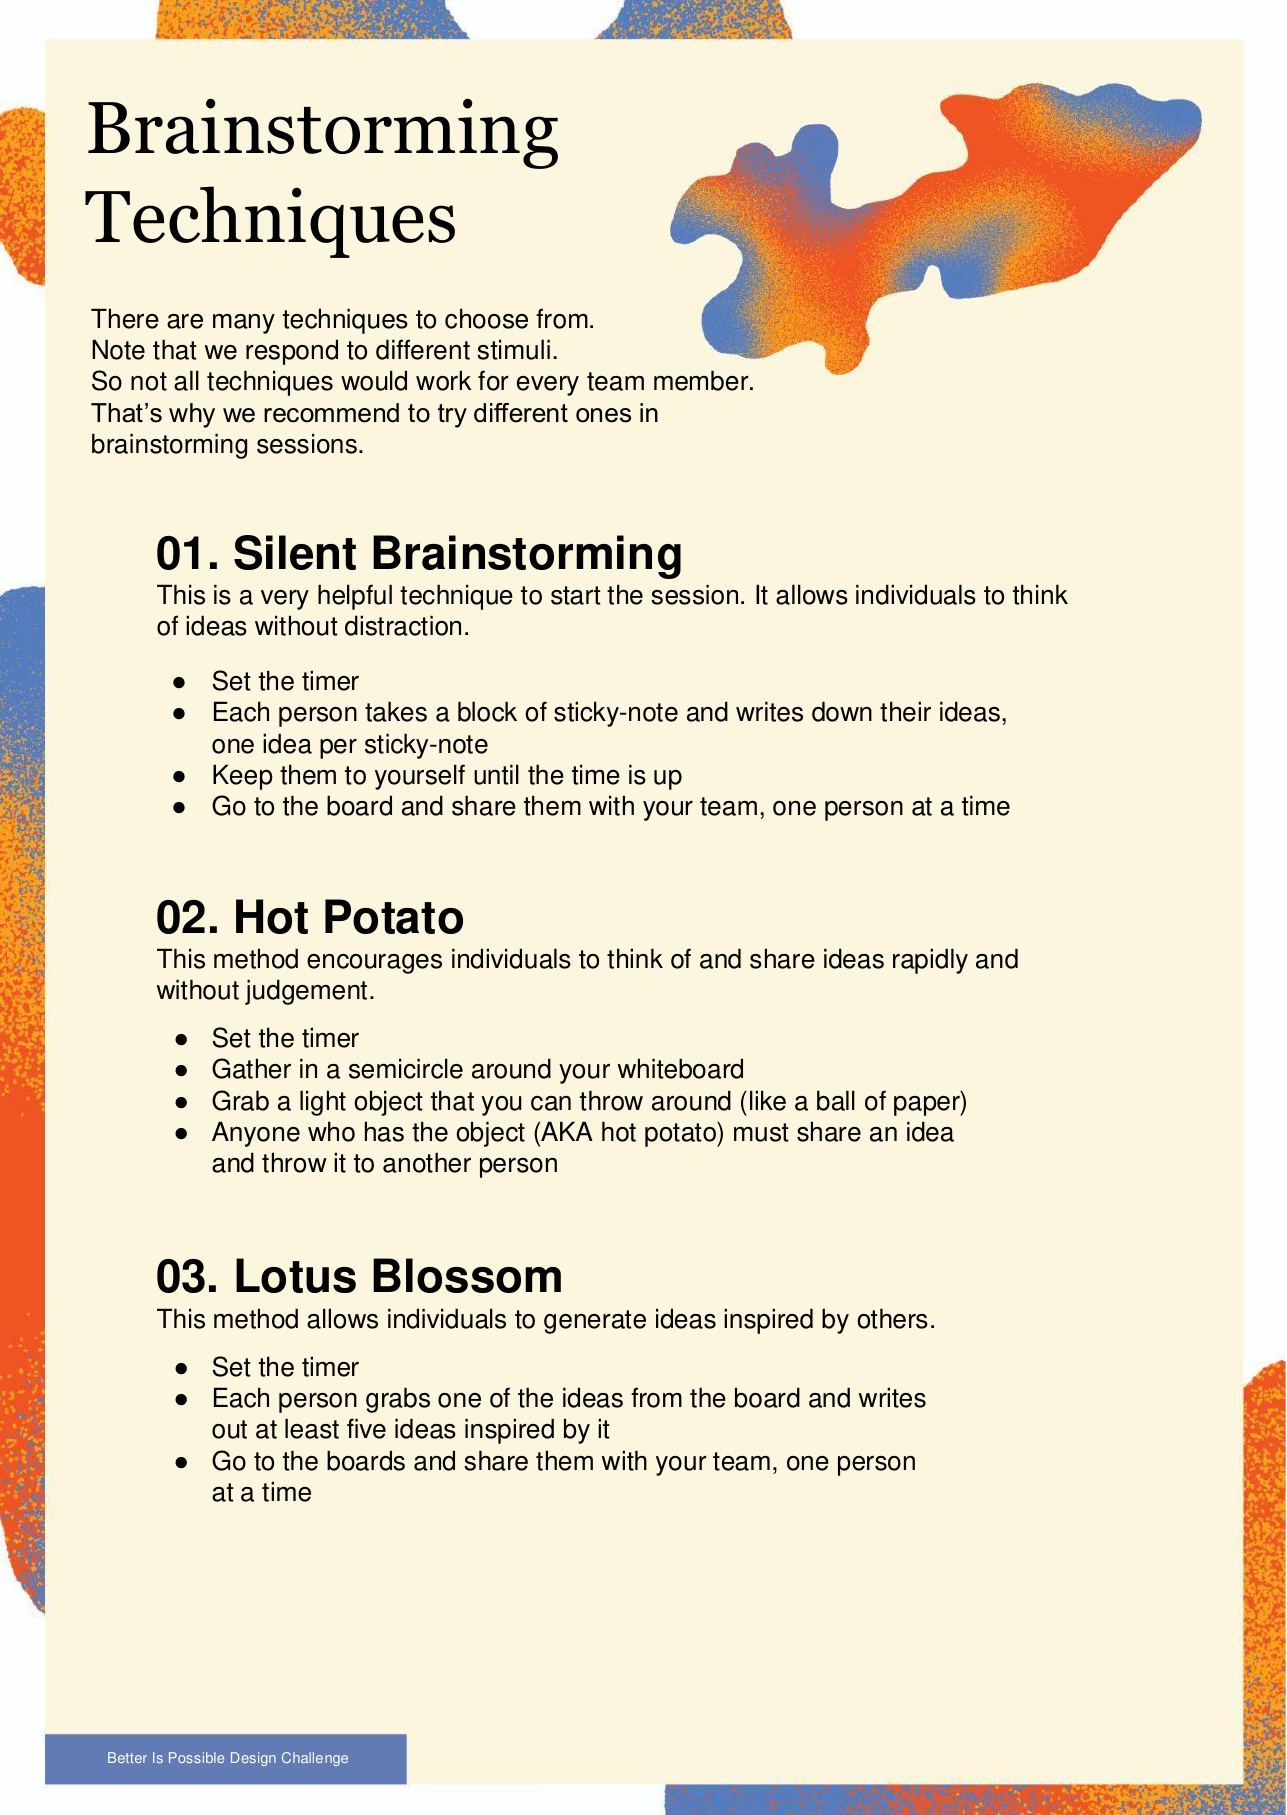 Brainstorming
Techniques
There are many techniques to choose from.
Note that we respond to different stimuli.
So not all techniques would work for every team member.
That’s why we recommend to try different ones in
brainstorming sessions.
01. Silent Brainstorming
This is a very helpful technique to start the session. It allows individuals to think
of ideas without distraction.
● Set the timer
● Each person takes a block of sticky-note and writes down their ideas,
one idea per sticky-note
● Keep them to yourself until the time is up
● Go to the board and share them with your team, one person at a time
02. Hot Potato
This method encourages individuals to think of and share ideas rapidly and
without judgement.
● Set the timer
● Gather in a semicircle around your whiteboard
● Grab a light object that you can throw around (like a ball of paper)
● Anyone who has the object (AKA hot potato) must share an idea
and throw it to another person
03. Lotus Blossom
This method allows individuals to generate ideas inspired by others.
● Set the timer
● Each person grabs one of the ideas from the board and writes
out at least five ideas inspired by it
● Go to the boards and share them with your team, one person
at a time
Better Is Possible Design Challenge